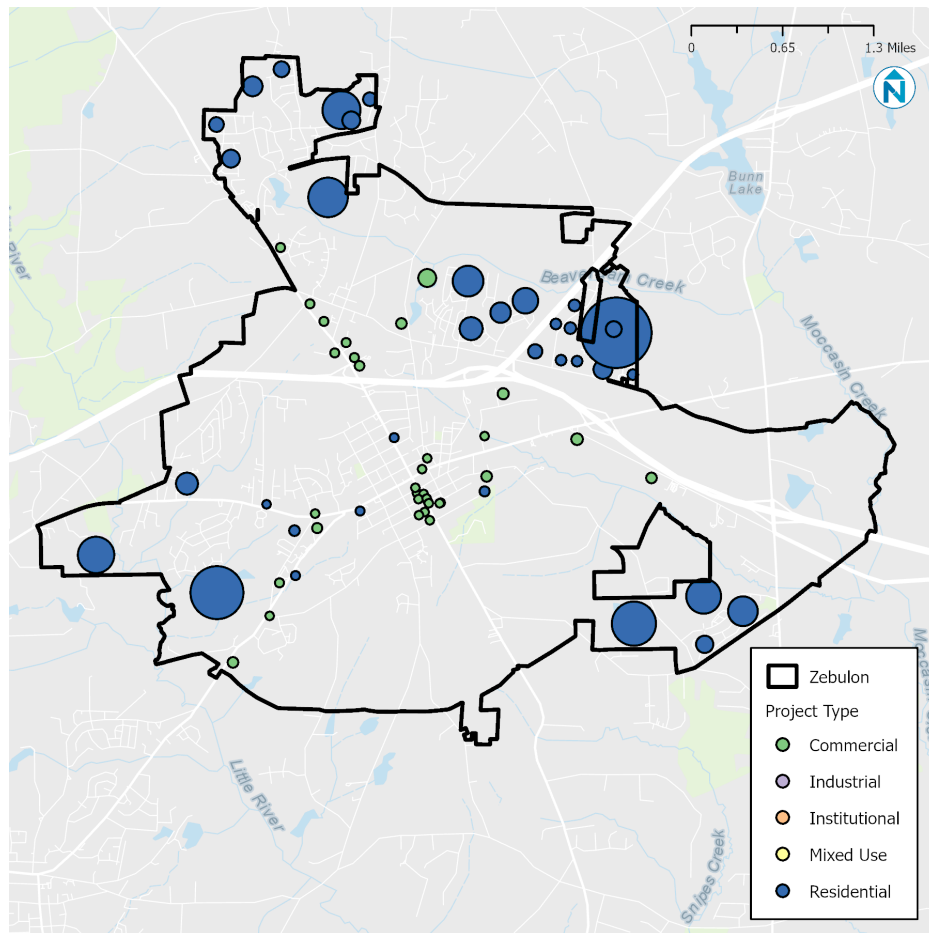 0 0.65 1.3 Miles
N
Bunn
Lake
River
Creek
Moccasin Creek
Zebulon
Project Type
Commercial
Industrial
Institutional
Mixed Use
Residential
Little River
Snipes Creek